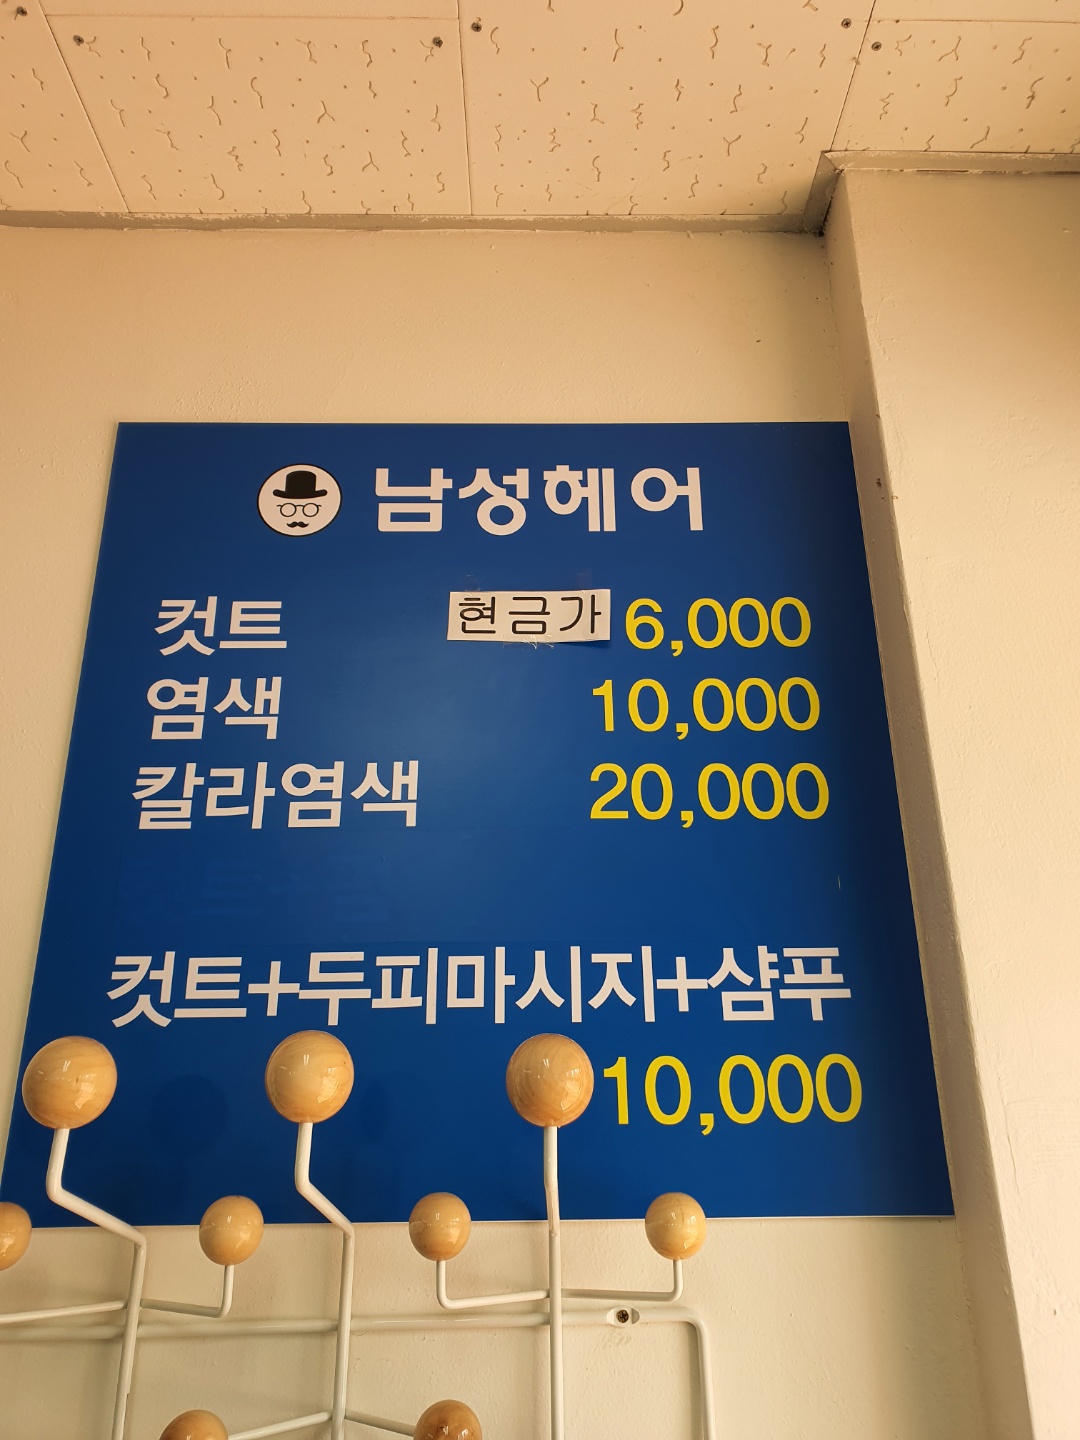 남성헤어
컷트 현금가 6,000
염색 10,000
칼라염색 20,000
컷트+두피마시지+샴푸
10,000